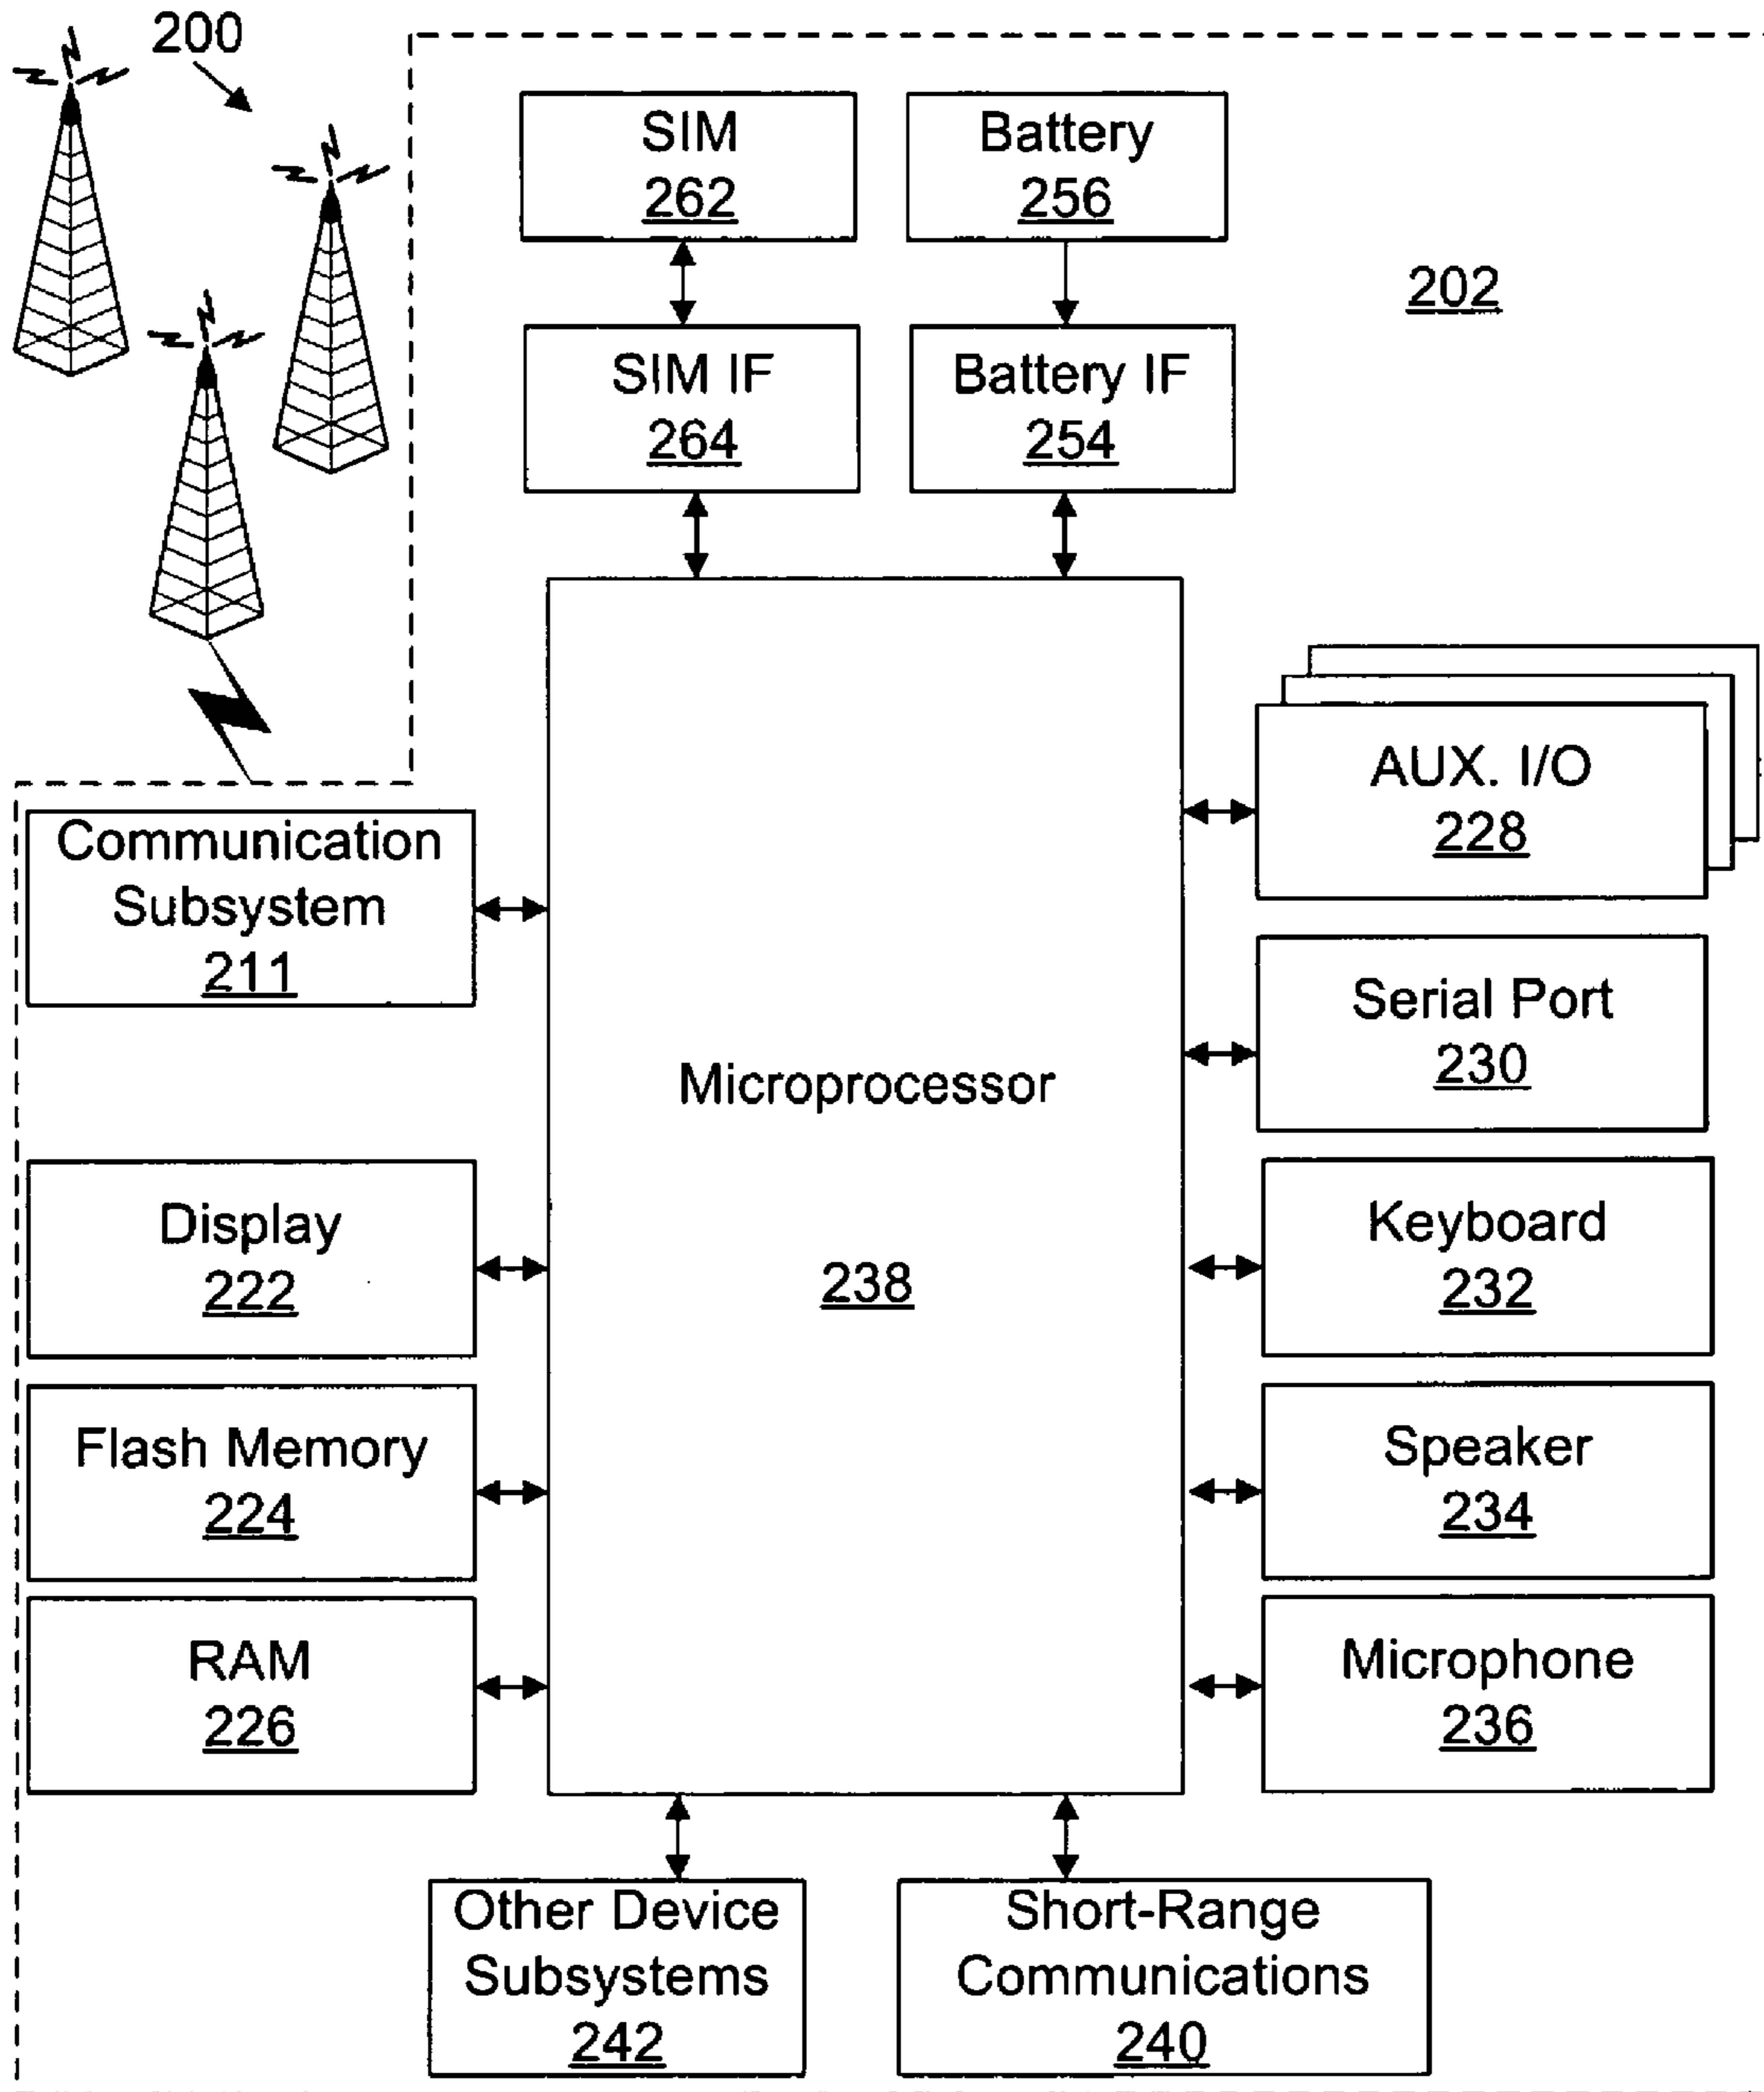 200
SIM
262
Battery
256
202
SIM IF
264
Battery IF
254
AUX. I/O
228
Communication
Subsystem
211
Serial Port
230
Microprocessor
238
Display
222
Keyboard
232
Flash Memory
224
Speaker
234
RAM
226
Microphone
236
Other Device
Subsystems
242
Short-Range
Communications
240